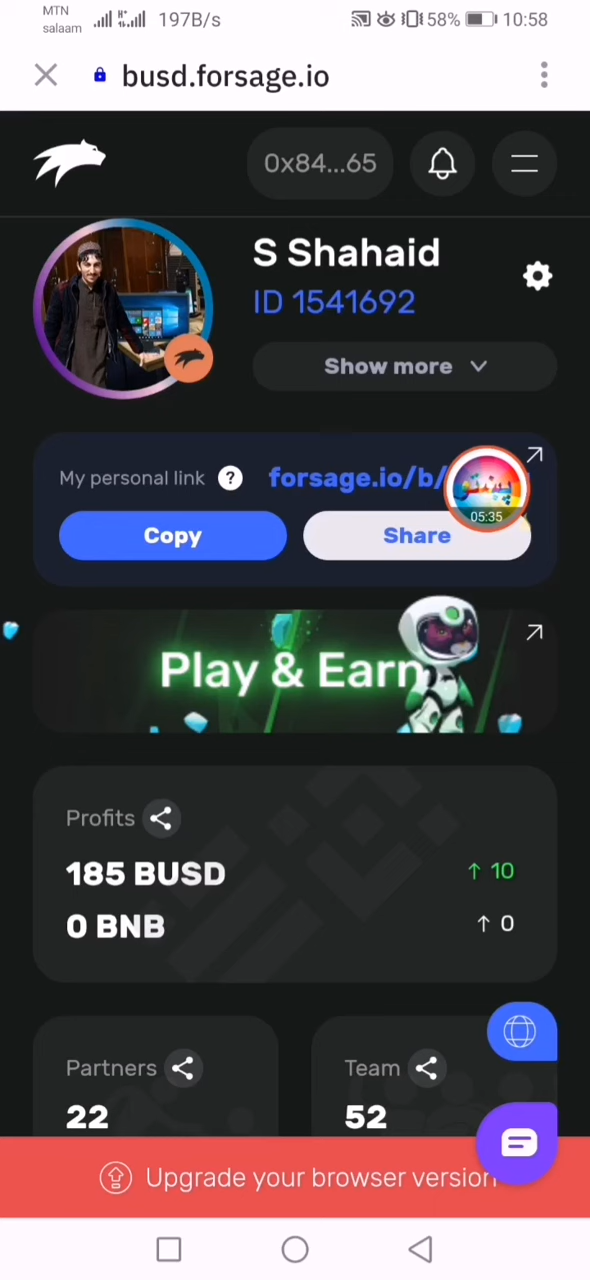 MTN
salaam
197B/s
58%
10:58
busd.forsage.io
0x84...65
S Shahaid
ID 1541692
Show more
My personal link ?
forsage.io/b/
پښتو
05:35
Copy
Share
Play & Earn
Profits
185 BUSD
↑ 10
0 BNB
↑ 0
Partners
22
Team
52
Upgrade your browser version